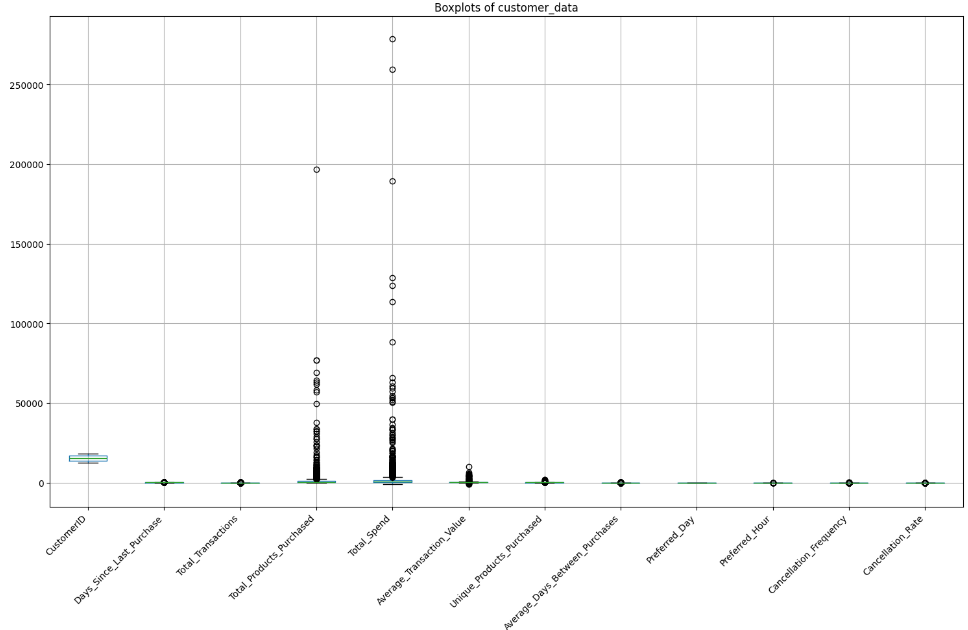 Boxplots of customer_data
250000
200000
150000
100000
50000
0
CustomerID
Days_Since_Last_Purchase
Total_Transactions
Total_Products_Purchased
Total_Spend
Average_Transaction_Value
Unique_Products_Purchased
Average_Days_Between_Purchases
Preferred_Day
Preferred_Hour
Cancellation_Frequency
Cancellation_Rate